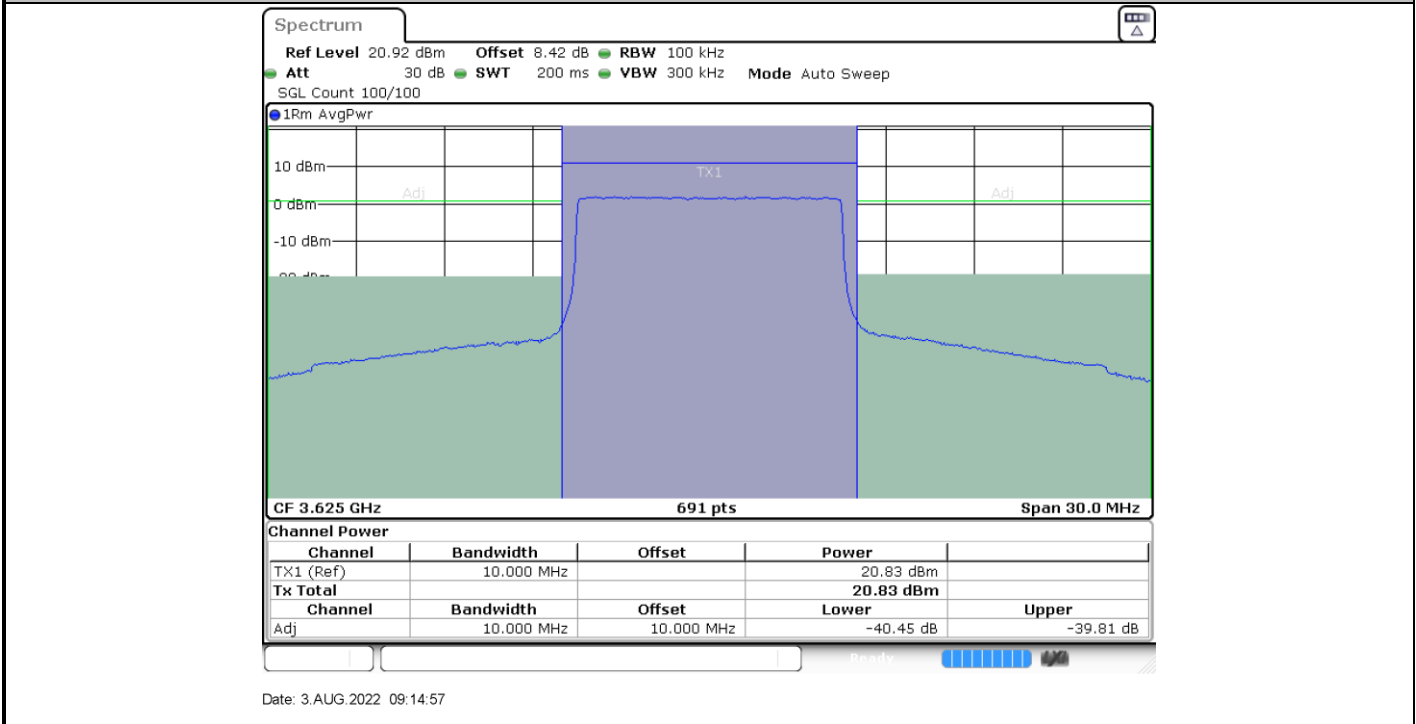 Spectrum
Ref Level 20.92 dBm Offset 8.42 dB RBW 100 kHz
Att 30 dB SWT 200 ms VBW 300 kHz Mode Auto Sweep
SGL Count 100/100
1Rm AvgPwr
10 dBm
TX1
Adj Adj
0 dBm
-10 dBm
CF 3.625 GHz 691 pts Span 30.0 MHz
Channel Power
Channel Bandwidth Offset Power
TX1 (Ref) 10.000 MHz 20.83 dBm
Tx Total 20.83 dBm
Channel Bandwidth Offset Lower Upper
Adj 10.000 MHz 10.000 MHz -40.45 dB -39.81 dB
Ready
Date: 3.AUG.2022 09:14:57